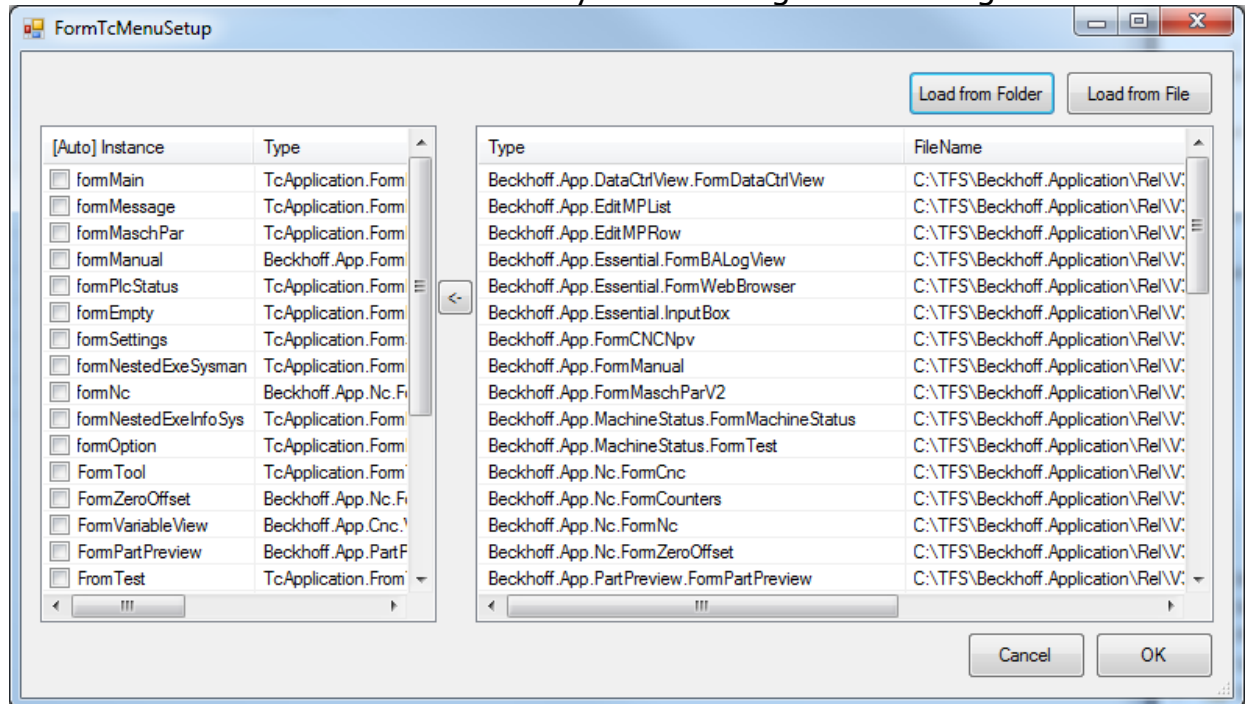 FormTcMenuSetup
Load from Folder Load from File
[Auto] Instance Type Type FileName
formMain TcApplication.Form Beckhoff.App.DataCtrlView.FormDataCtrlView C:\TFS\Beckhoff.Application\Rel\V
formMessage TcApplication.Form Beckhoff.App.EditMPList C:\TFS\Beckhoff.Application\Rel\V
formMaschPar TcApplication.Form Beckhoff.App.EditMPRow C:\TFS\Beckhoff.Application\Rel\V
formManual Beckhoff.App.Form Beckhoff.App.Essential.FormBALogView C:\TFS\Beckhoff.Application\Rel\V
formPlcStatus TcApplication.Form Beckhoff.App.Essential.FormWebBrowser C:\TFS\Beckhoff.Application\Rel\V
formEmpty TcApplication.Form <- Beckhoff.App.Essential.InputBox C:\TFS\Beckhoff.Application\Rel\V
formSettings TcApplication.Form Beckhoff.App.FormCNCNpv C:\TFS\Beckhoff.Application\Rel\V
formNestedExeSysman TcApplication.Form Beckhoff.App.FormManual C:\TFS\Beckhoff.Application\Rel\V
formNc Beckhoff.App.Nc.F Beckhoff.App.FormMaschParV2 C:\TFS\Beckhoff.Application\Rel\V
formNestedExeInfoSys TcApplication.Form Beckhoff.App.MachineStatus.FormMachineStatus C:\TFS\Beckhoff.Application\Rel\V
formOption TcApplication.Form Beckhoff.App.MachineStatus.FormTest C:\TFS\Beckhoff.Application\Rel\V
FormTool TcApplication.Form Beckhoff.App.Nc.FormCnc C:\TFS\Beckhoff.Application\Rel\V
FormZeroOffset Beckhoff.App.Nc.F Beckhoff.App.Nc.FormCounters C:\TFS\Beckhoff.Application\Rel\V
FormVariableView Beckhoff.App.Cnc. Beckhoff.App.Nc.FormNc C:\TFS\Beckhoff.Application\Rel\V
FormPartPreview Beckhoff.App.PartP Beckhoff.App.Nc.FormZeroOffset C:\TFS\Beckhoff.Application\Rel\V
FromTest TcApplication.From Beckhoff.App.PartPreview.FormPartPreview C:\TFS\Beckhoff.Application\Rel\V
Cancel OK